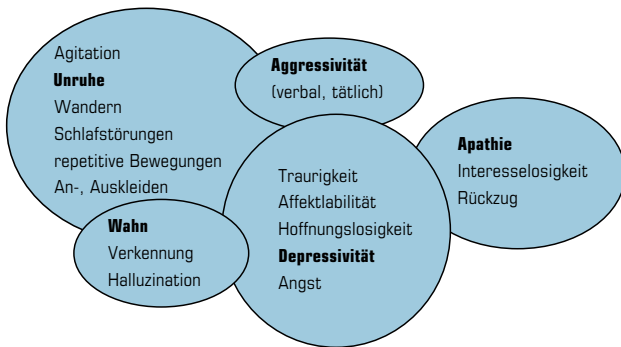 Agitation
Unruhe
Wandern
Schlafstörungen
repetitive Bewegungen
An-, Auskleiden
Aggressivität
(verbal, tätlich)
Apathie
Interesselosigkeit
Rückzug
Traurigkeit
Affektlabilität
Hoffnungslosigkeit
Depressivität
Angst
Wahn
Verkennung
Halluzination